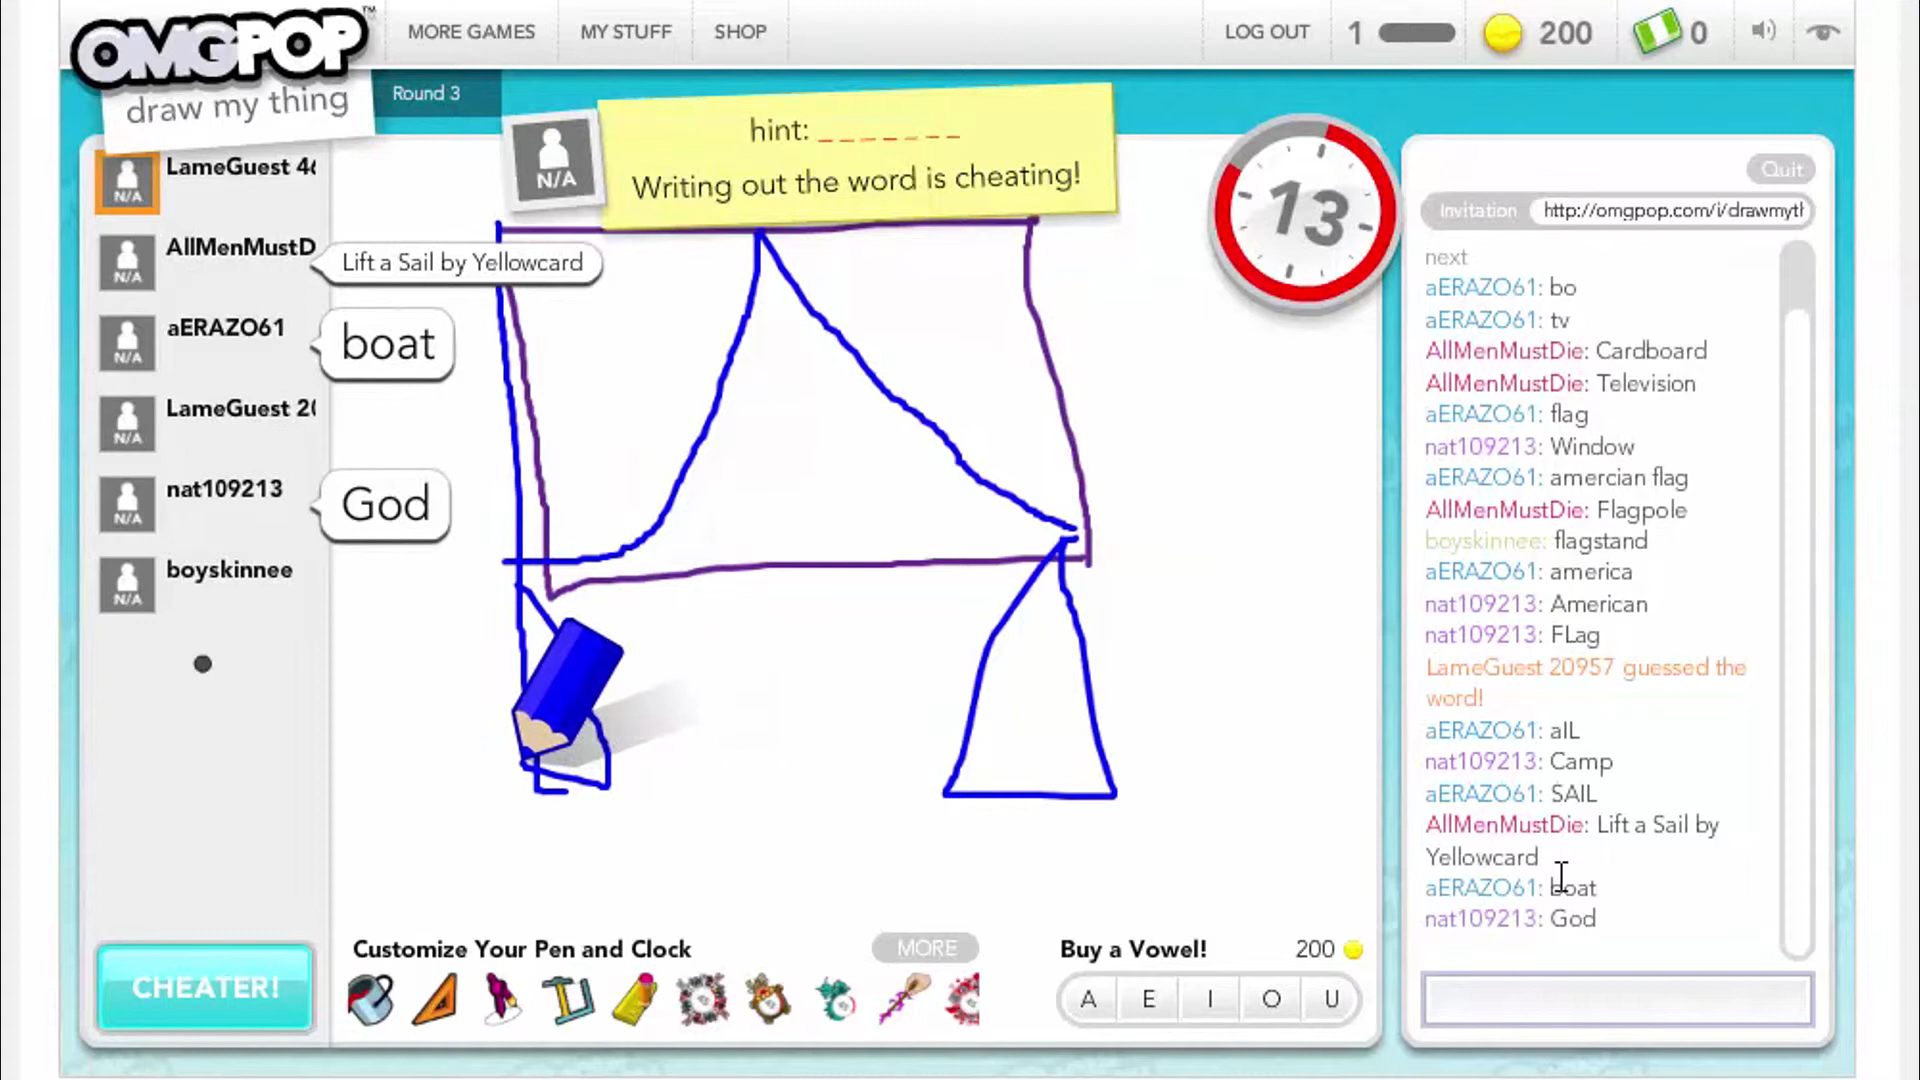 OMGPOP™
MORE GAMES
MY STUFF
SHOP
LOG OUT
1
200
0
draw my thing
Round 3
N/A
hint: _ _ _ _ _ _ _
Writing out the word is cheating!
13
N/A
LameGuest 46
N/A
AllMenMustD
Lift a Sail by Yellowcard
N/A
aERAZO61
boat
N/A
LameGuest 20
N/A
nat109213
God
N/A
boyskinnee
CHEATER!
Customize Your Pen and Clock
MORE
Buy a Vowel!
200
A E I O U
Quit
Invitation http://omgpop.com/i/drawmyth
next
aERAZO61: bo
aERAZO61: tv
AllMenMustDie: Cardboard
AllMenMustDie: Television
aERAZO61: flag
nat109213: Window
aERAZO61: amercian flag
AllMenMustDie: Flagpole
boyskinnee: flagstand
aERAZO61: america
nat109213: American
nat109213: FLag
LameGuest 20957 guessed the
word!
aERAZO61: aIL
nat109213: Camp
aERAZO61: SAIL
AllMenMustDie: Lift a Sail by
Yellowcard
aERAZO61: boat
nat109213: God